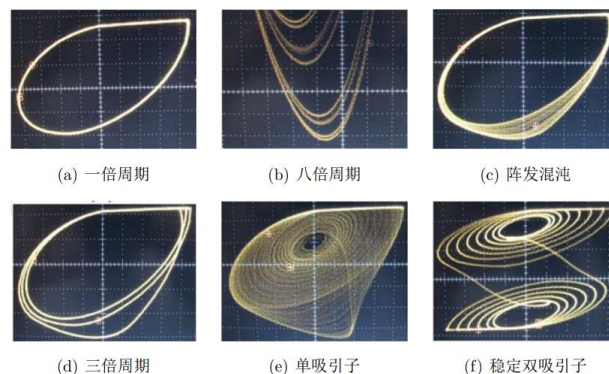 (a) 一倍周期
(b) 八倍周期
(c) 阵发混沌
(d) 三倍周期
(e) 单吸引子
(f) 稳定双吸引子